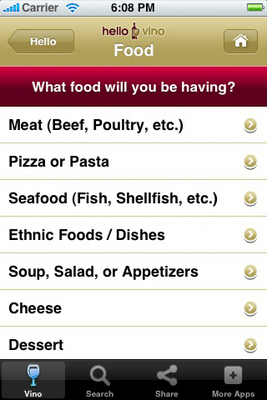 Carrier 6:08 PM
Hello
hello vino
Food
What food will you be having?
Meat (Beef, Poultry, etc.)
Pizza or Pasta
Seafood (Fish, Shellfish, etc.)
Ethnic Foods / Dishes
Soup, Salad, or Appetizers
Cheese
Dessert
Vino Search Share More Apps